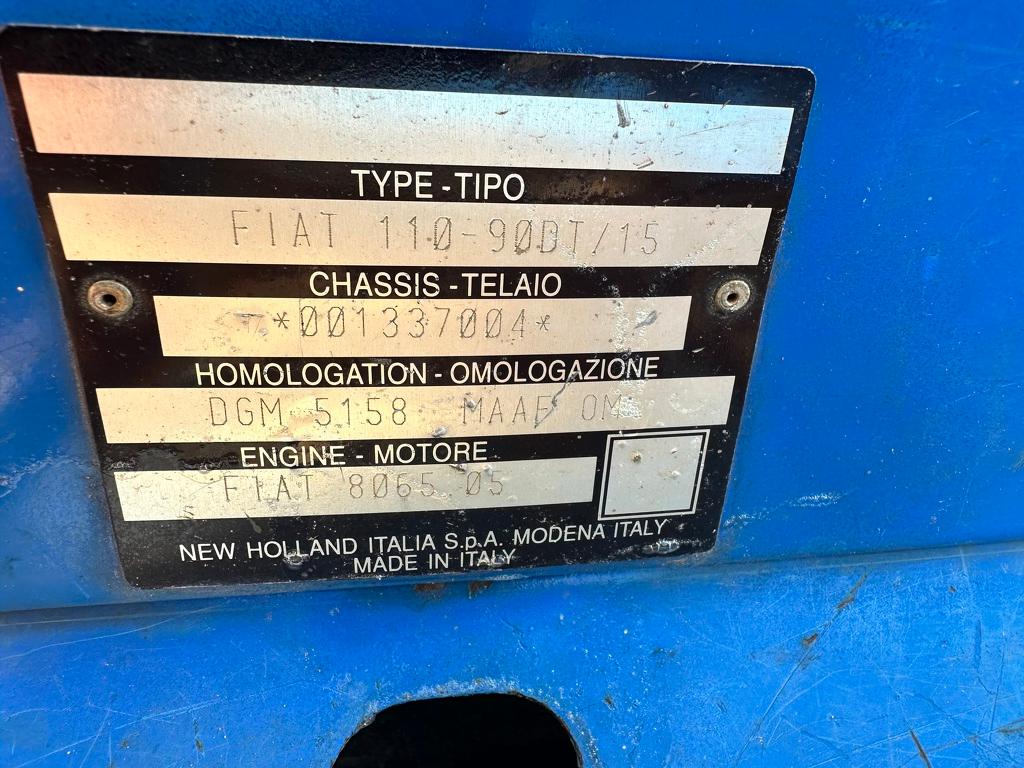 TYPE - TIPO
FIAT 110-90DT/15
CHASSIS - TELAIO
*001337004*
HOMOLOGATION - OMOLOGAZIONE
DGM 5158 MAAF OM
ENGINE - MOTORE
FIAT 8065 05
NEW HOLLAND ITALIA S.p.A. MODENA ITALY
MADE IN ITALY